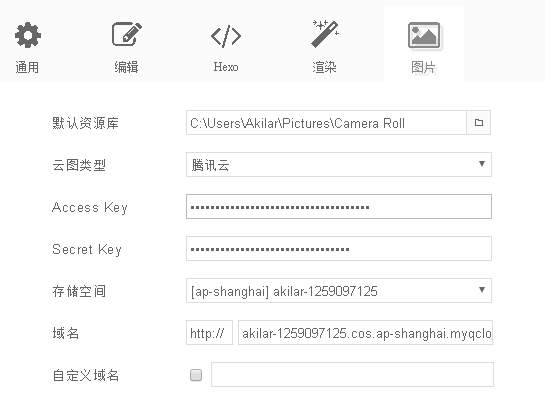 通用
编辑
Hexo
渲染
图片
默认资源库 C:\Users\Akilar\Pictures\Camera Roll
云图类型 腾讯云
Access Key
Secret Key
存储空间 [ap-shanghai] akilar-1259097125
域名 http:// akilar-1259097125.cos.ap-shanghai.myqclo
自定义域名